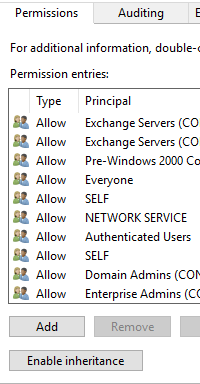 Permissions Auditing
For additional information, double-c
Permission entries:
Type Principal
Allow Exchange Servers (CO
Allow Exchange Servers (CO
Allow Pre-Windows 2000 Co
Allow Everyone
Allow SELF
Allow NETWORK SERVICE
Allow Authenticated Users
Allow SELF
Allow Domain Admins (CON
Allow Enterprise Admins (C
Add Remove
Enable inheritance